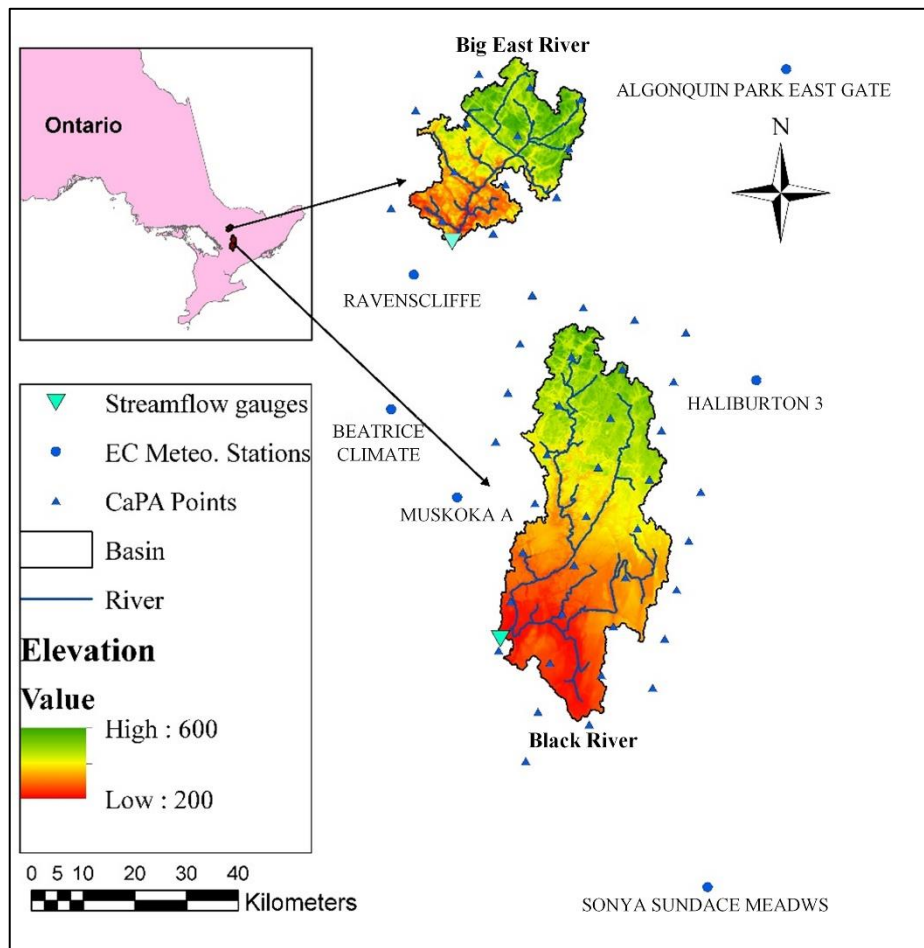 Big East River
ALGONQUIN PARK EAST GATE
Ontario
N
RAVENSCLIFFE
HALIBURTON 3
BEATRICE
CLIMATE
MUSKOKA A
Streamflow gauges
EC Meteo. Stations
CaPA Points
Basin
River
Elevation
Value
High : 600
Low : 200
Black River
0 5 10 20 30 40
Kilometers
SONYA SUNDACE MEADWS